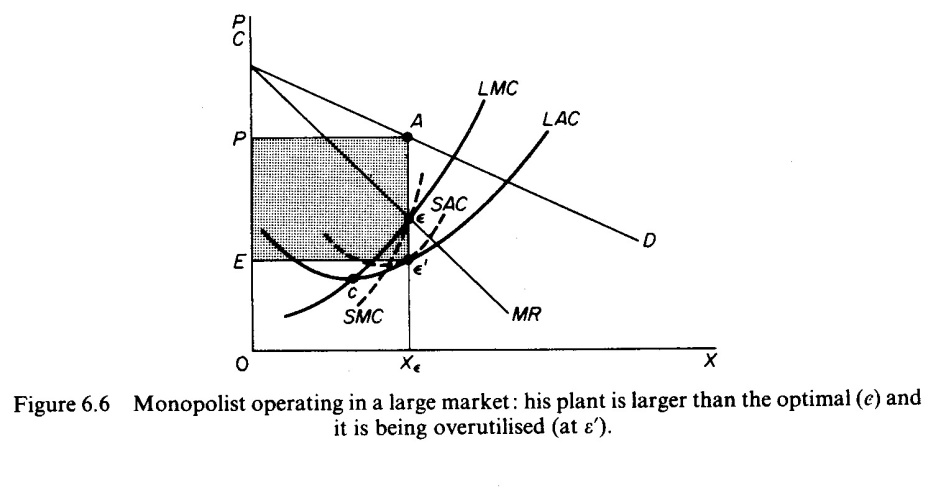 P
C
LMC
A
LAC
P
ε
SAC
D
E
ε'
c
SMC
MR
O
Xε
X
Figure 6.6 Monopolist operating in a large market: his plant is larger than the optimal (e) and
it is being overutilised (at ε′).